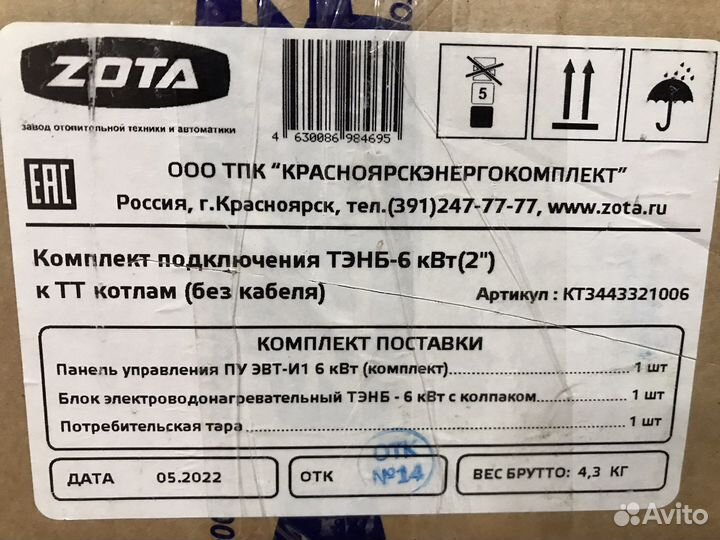 ZOTA
завод отопительной техники и автоматики
4 630086 984695
5
EAC
ООО ТПК “КРАСНОЯРСКЭНЕРГОКОМПЛЕКТ”
Россия, г.Красноярск, тел.(391)247-77-77, www.zota.ru
Комплект подключения ТЭНБ-6 кВт(2")
к ТТ котлам (без кабеля)
Артикул : КТ3443321006
КОМПЛЕКТ ПОСТАВКИ
Панель управления ПУ ЭВТ-И1 6 кВт (комплект)........................1 шт
Блок электроводонагревательный ТЭНБ - 6 кВт с колпаком............1 шт
Потребительская тара.......................................................1 шт
ДАТА 05.2022
ОТК
ОТК
№14
ВЕС БРУТТО: 4,3 КГ
Avito